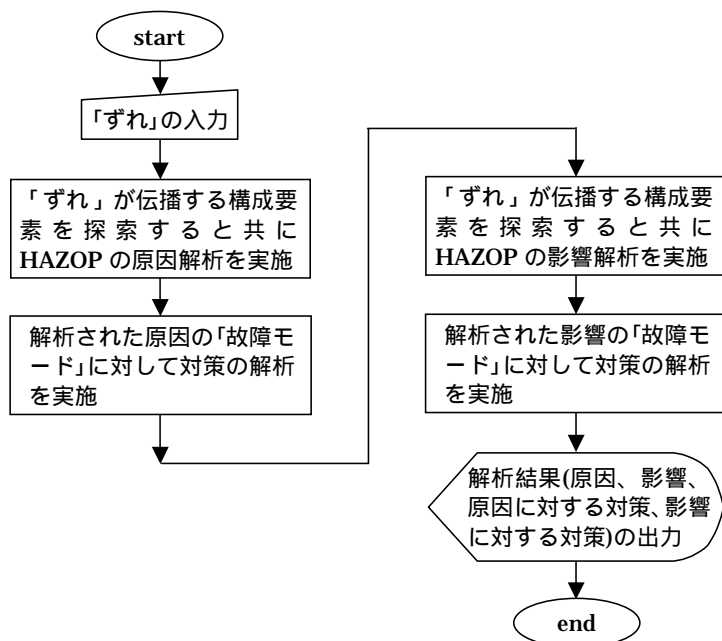 start
「ずれ」の入力
「ずれ」が伝播する構成要
素を探索すると共に
HAZOP の原因解析を実施
解析された原因の「故障モ
ード」に対して対策の解析
を実施
「ずれ」が伝播する構成要
素を探索すると共に
HAZOP の影響解析を実施
解析された影響の「故障モ
ード」に対して対策の解析
を実施
解析結果(原因、影響、
原因に対する対策、影響
に対する対策)の出力
end